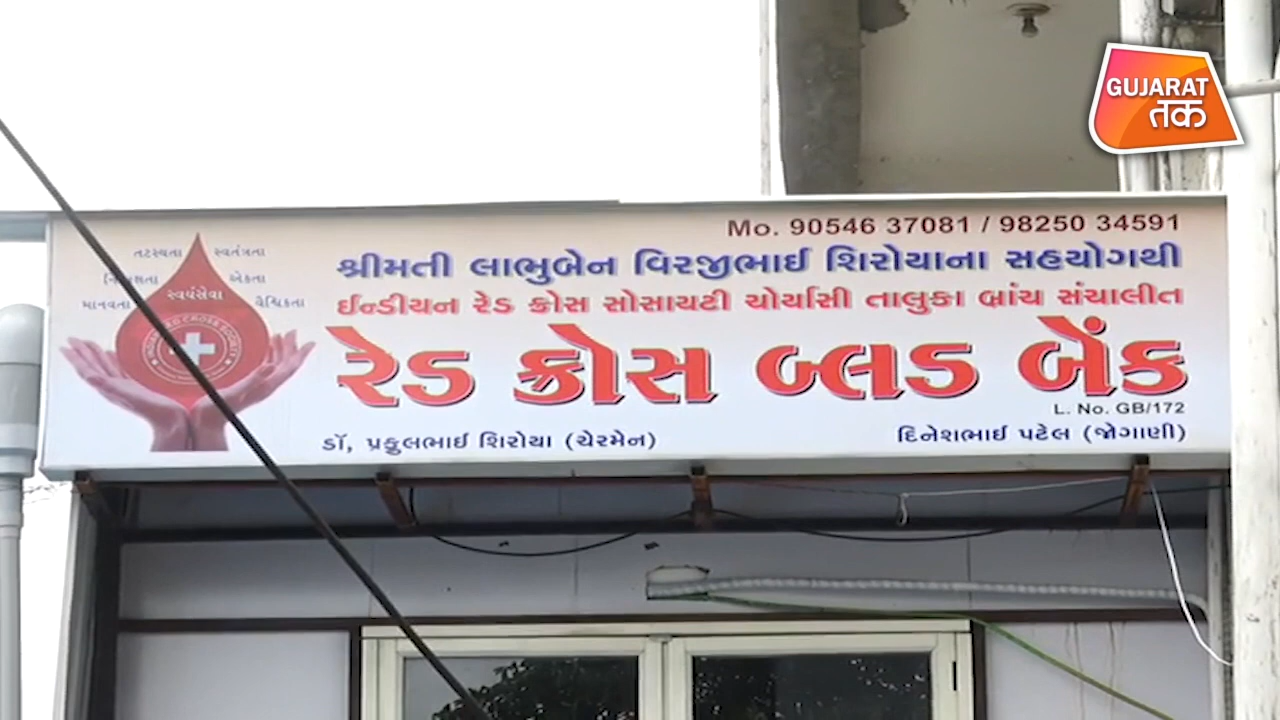 GUJARAT
तक
Mo. 90546 37081 / 98250 34591
શ્રીમતી લાભુબેન વિરજીભાઈ શિરોયાના સહયોગથી
ઈન્ડીયન રેડ ક્રોસ સોસાયટી ચોર્યાસી તાલુકા બ્રાંચ સંચાલીત
રેડ ક્રોસ બ્લડ બેંક
L. No. GB/172
ડૉ, પ્રફુલભાઈ શિરોયા (ચેરમેન)
દિનેશભાઈ પટેલ (જોગાણી)
તટસ્થતા સ્વતંત્રતા
એકતા
માનવતા સ્વયંસેવા વૈશ્વિકતા